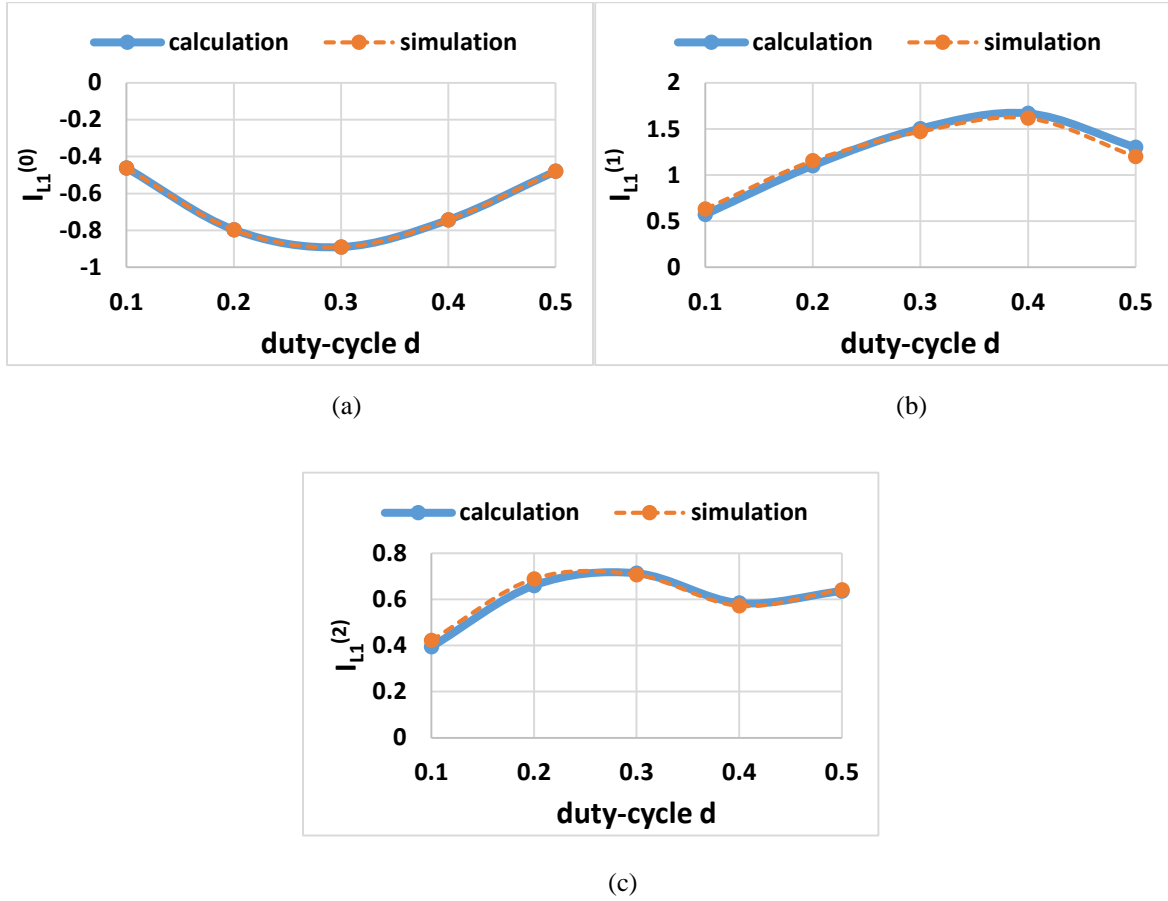 calculation simulation
0
-0.2
-0.4
-0.6
-0.8
-1
I_L1^(0)
0.1 0.2 0.3 0.4 0.5
duty-cycle d
(a)
calculation simulation
2
1.5
1
0.5
0
I_L1^(1)
0.1 0.2 0.3 0.4 0.5
duty-cycle d
(b)
calculation simulation
0.8
0.6
0.4
0.2
0
I_L1^(2)
0.1 0.2 0.3 0.4 0.5
duty-cycle d
(c)